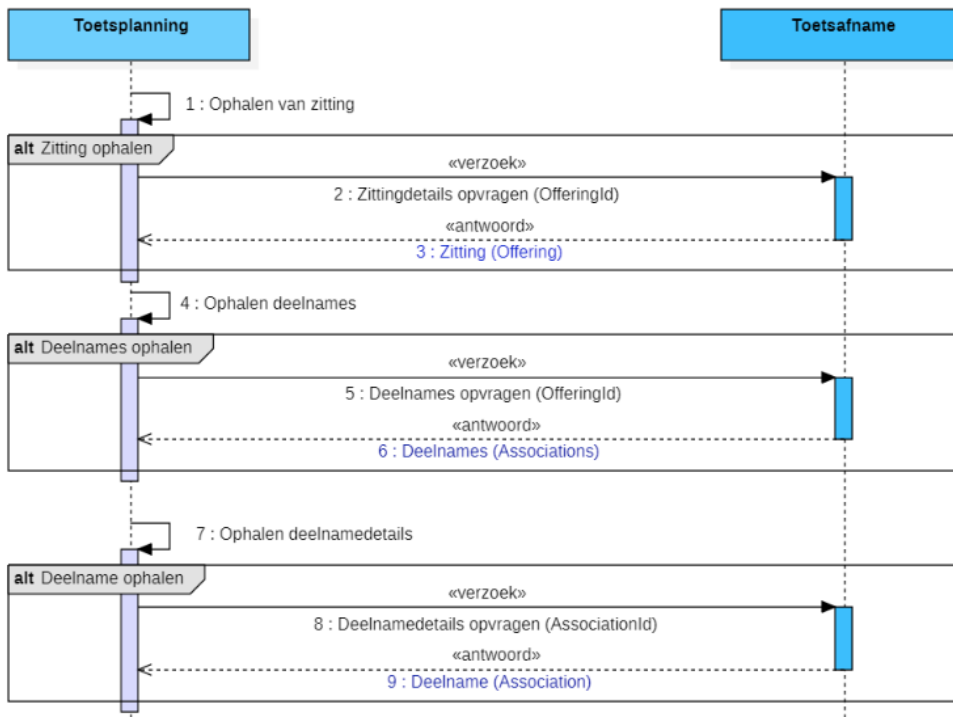 Toetsplanning
Toetsafname
1 : Ophalen van zitting
alt Zitting ophalen
«verzoek»
2 : Zittingdetails opvragen (OfferingId)
«antwoord»
3 : Zitting (Offering)
4 : Ophalen deelnames
alt Deelnames ophalen
«verzoek»
5 : Deelnames opvragen (OfferingId)
«antwoord»
6 : Deelnames (Associations)
7 : Ophalen deelnamedetails
alt Deelname ophalen
«verzoek»
8 : Deelnamedetails opvragen (AssociationId)
«antwoord»
9 : Deelname (Association)